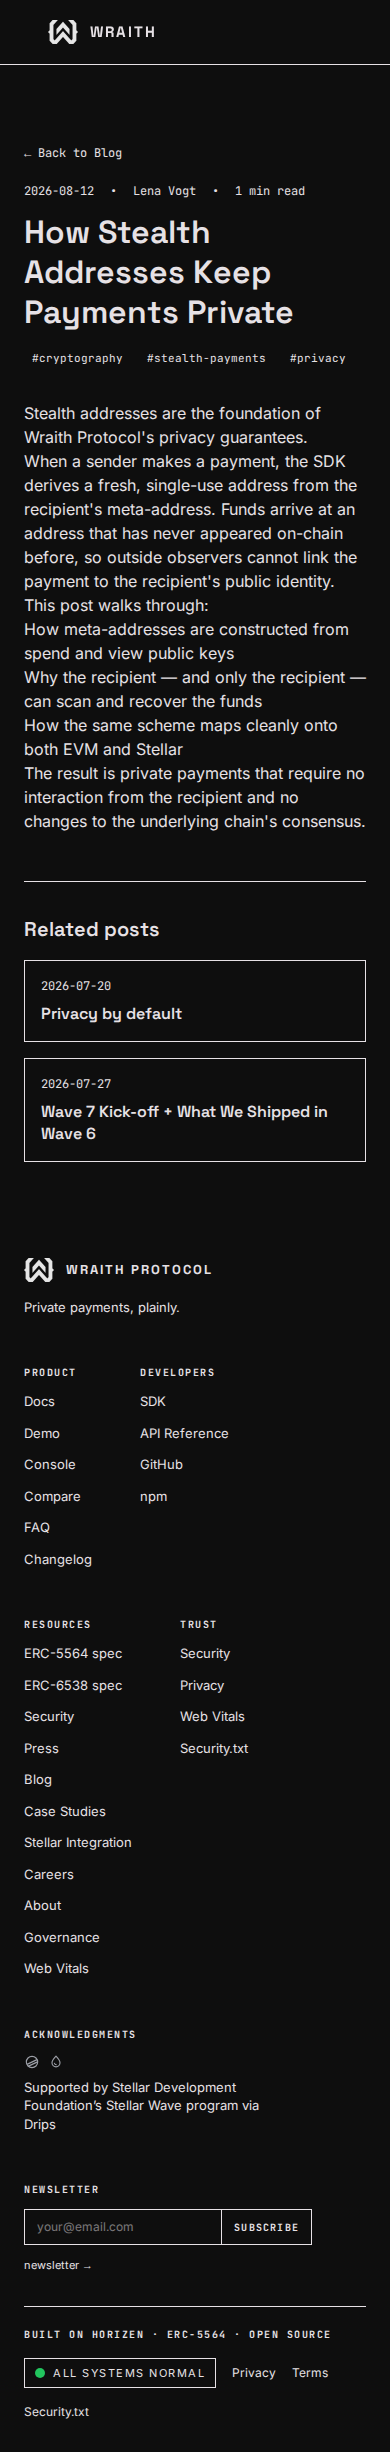 WRAITH
← Back to Blog
2026-08-12 • Lena Vogt • 1 min read
How Stealth
Addresses Keep
Payments Private
#cryptography #stealth-payments #privacy
Stealth addresses are the foundation of
Wraith Protocol's privacy guarantees.
When a sender makes a payment, the SDK
derives a fresh, single-use address from the
recipient's meta-address. Funds arrive at an
address that has never appeared on-chain
before, so outside observers cannot link the
payment to the recipient's public identity.
This post walks through:
How meta-addresses are constructed from
spend and view public keys
Why the recipient — and only the recipient —
can scan and recover the funds
How the same scheme maps cleanly onto
both EVM and Stellar
The result is private payments that require no
interaction from the recipient and no
changes to the underlying chain's consensus.
Related posts
2026-07-20
Privacy by default
2026-07-27
Wave 7 Kick-off + What We Shipped in
Wave 6
WRAITH PROTOCOL
Private payments, plainly.
PRODUCT
Docs
Demo
Console
Compare
FAQ
Changelog
DEVELOPERS
SDK
API Reference
GitHub
npm
RESOURCES
ERC-5564 spec
ERC-6538 spec
Security
Press
Blog
Case Studies
Stellar Integration
Careers
About
Governance
Web Vitals
TRUST
Security
Privacy
Web Vitals
Security.txt
ACKNOWLEDGMENTS
Supported by Stellar Development
Foundation's Stellar Wave program via
Drips
NEWSLETTER
your@email.com SUBSCRIBE
newsletter →
BUILT ON HORIZEN · ERC-5564 · OPEN SOURCE
ALL SYSTEMS NORMAL Privacy Terms
Security.txt